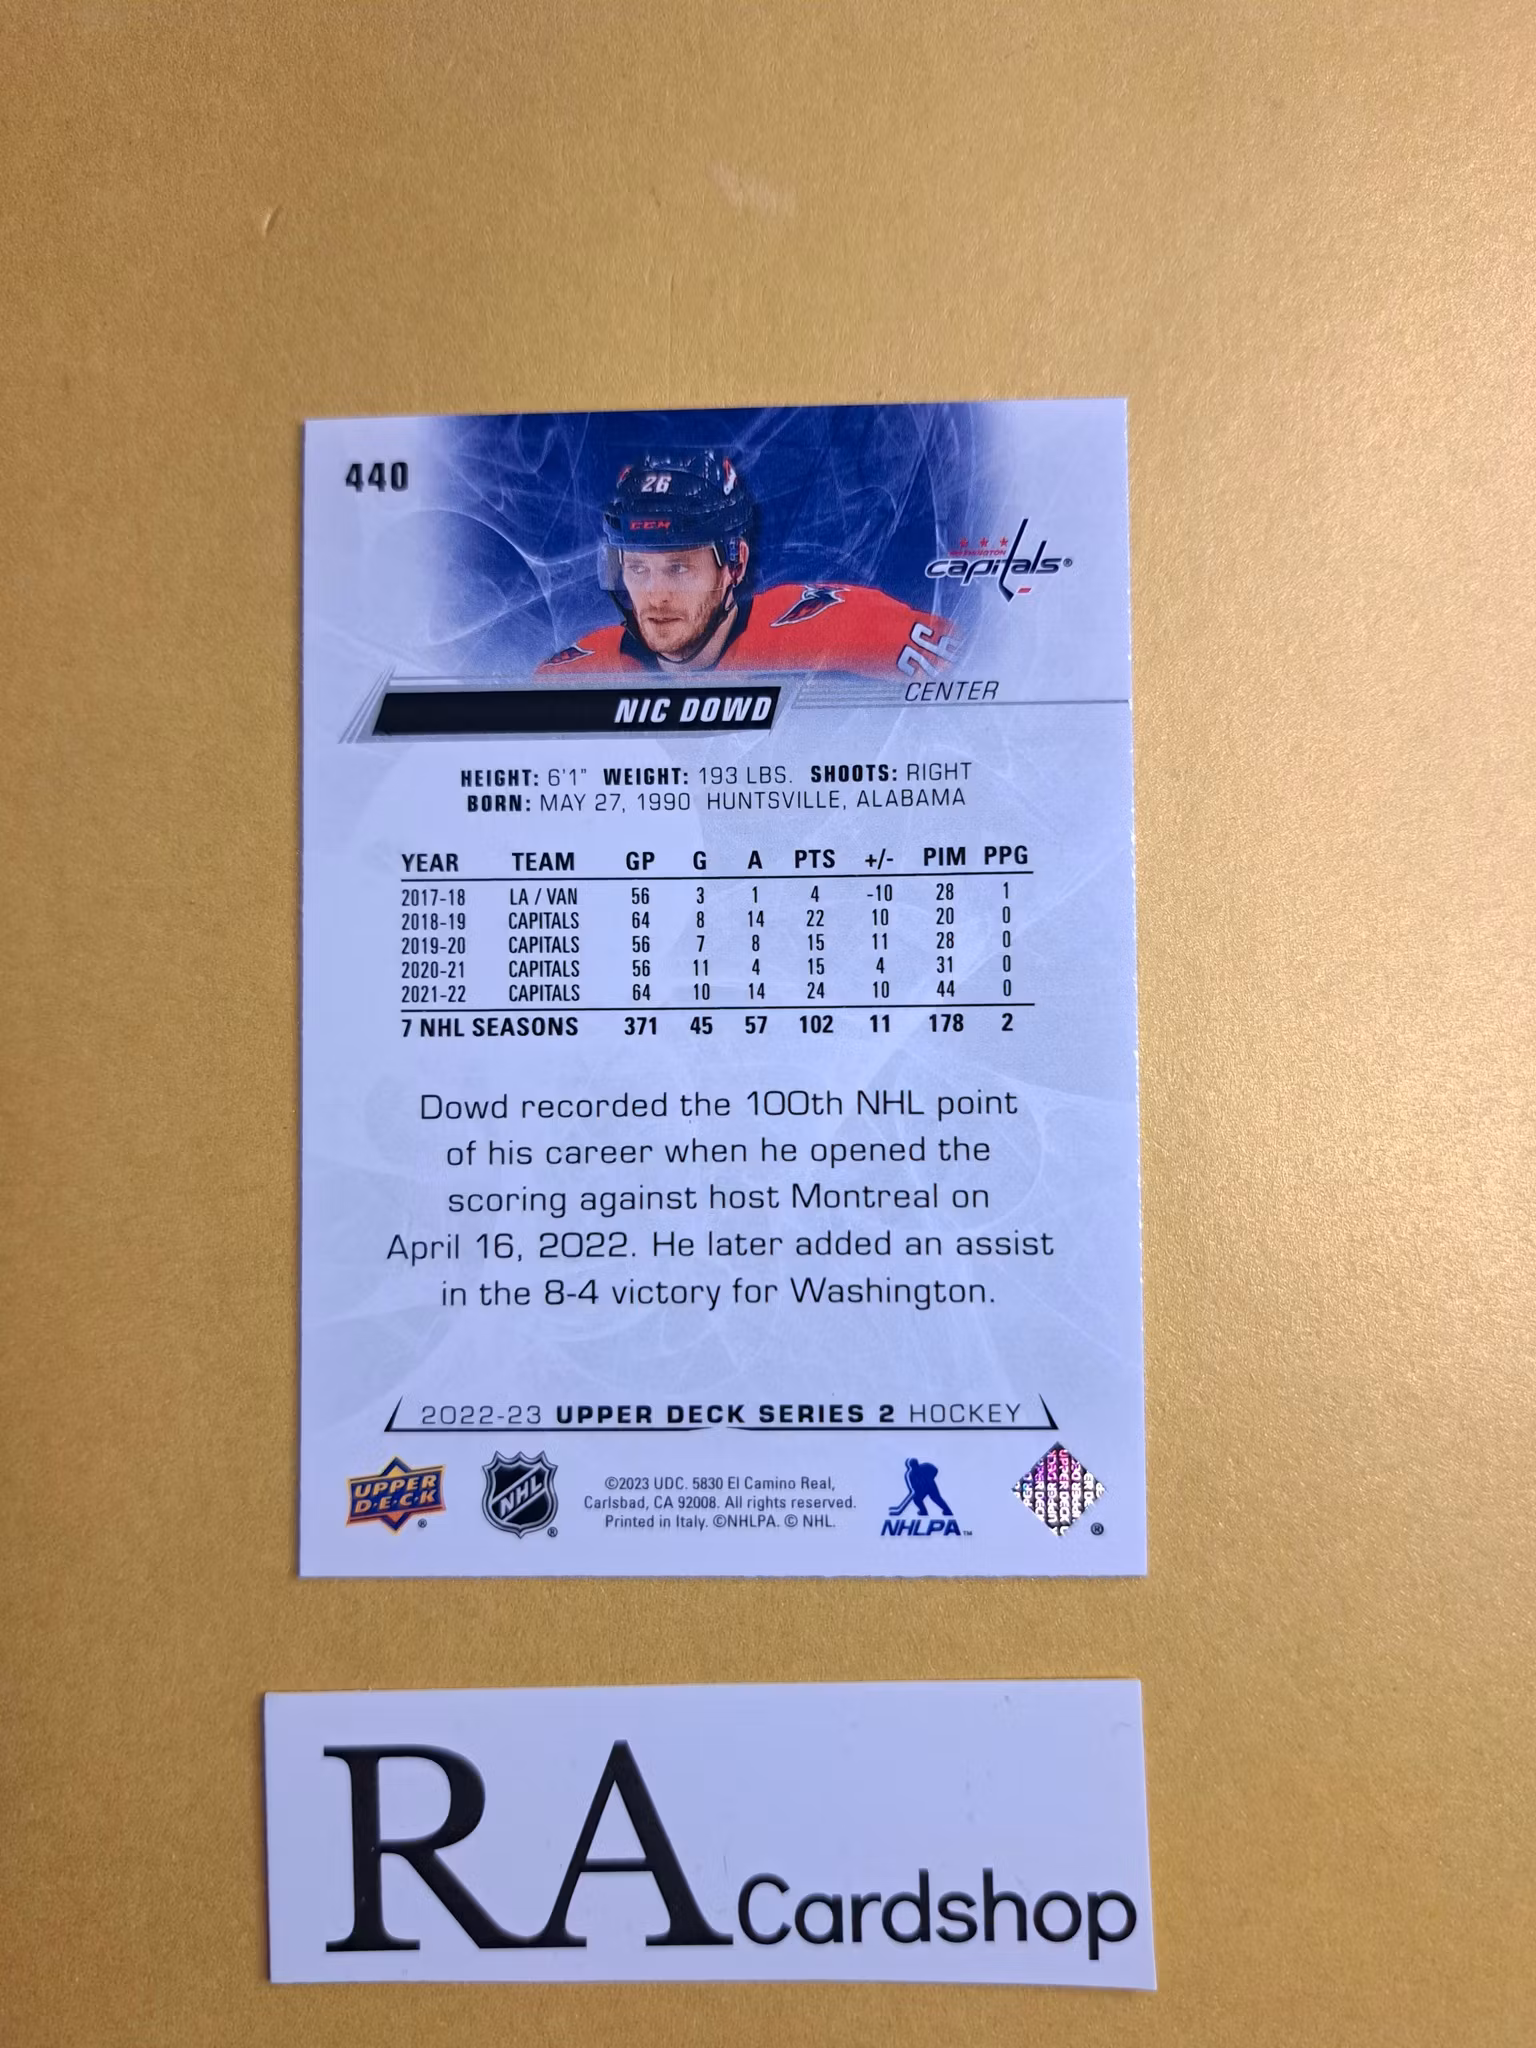 440
26
CCM
WASHINGTON
capitals®
26
NIC DOWD
CENTER
HEIGHT: 6'1" WEIGHT: 193 LBS. SHOOTS: RIGHT
BORN: MAY 27, 1990 HUNTSVILLE, ALABAMA
YEAR TEAM GP G A PTS +/- PIM PPG
2017-18 LA / VAN 56 3 1 4 -10 28 1
2018-19 CAPITALS 64 8 14 22 10 20 0
2019-20 CAPITALS 56 7 8 15 11 28 0
2020-21 CAPITALS 56 11 4 15 4 31 0
2021-22 CAPITALS 64 10 14 24 10 44 0
7 NHL SEASONS 371 45 57 102 11 178 2
Dowd recorded the 100th NHL point
of his career when he opened the
scoring against host Montreal on
April 16, 2022. He later added an assist
in the 8-4 victory for Washington.
2022-23 UPPER DECK SERIES 2 HOCKEY
UPPER
D·E·C·K
®
NHL
®
©2023 UDC. 5830 El Camino Real,
Carlsbad, CA 92008. All rights reserved.
Printed in Italy. ©NHLPA. © NHL.
NHLPA™
®
RA Cardshop